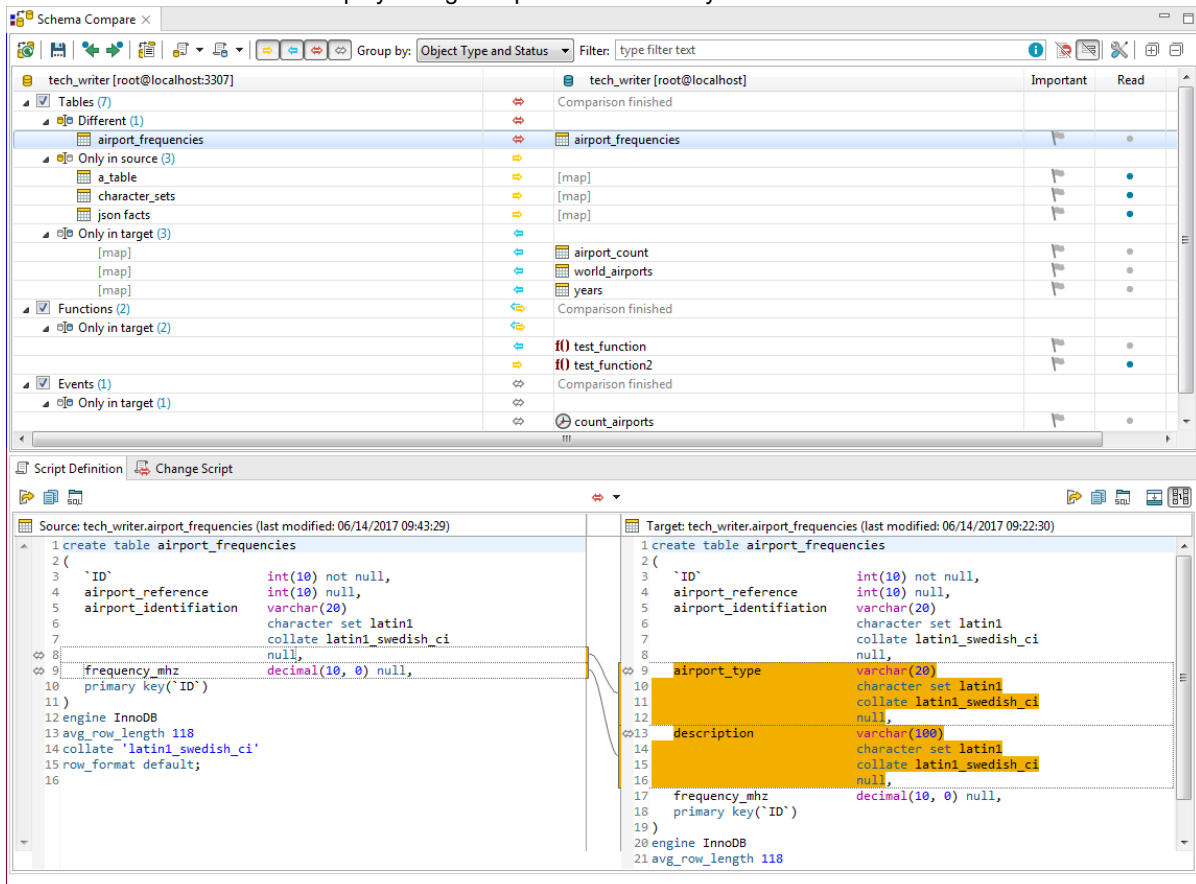 Schema Compare
Group by: Object Type and Status Filter: type filter text
tech_writer [root@localhost:3307] tech_writer [root@localhost] Important Read
Tables (7) Comparison finished
Different (1)
airport_frequencies airport_frequencies
Only in source (3)
a_table [map]
character_sets [map]
json facts [map]
Only in target (3)
[map] airport_count
[map] world_airports
[map] years
Functions (2) Comparison finished
Only in target (2)
f() test_function
f() test_function2
Events (1) Comparison finished
Only in target (1)
count_airports
Script Definition Change Script
Source: tech_writer.airport_frequencies (last modified: 06/14/2017 09:43:29)
1 create table airport_frequencies
2 (
3 `ID` int(10) not null,
4 airport_reference int(10) null,
5 airport_identifiation varchar(20)
6 character set latin1
7 collate latin1_swedish_ci
8 null,
9 frequency_mhz decimal(10, 0) null,
10 primary key(`ID`)
11 )
12 engine InnoDB
13 avg_row_length 118
14 collate 'latin1_swedish_ci'
15 row_format default;
16
Target: tech_writer.airport_frequencies (last modified: 06/14/2017 09:22:30)
1 create table airport_frequencies
2 (
3 `ID` int(10) not null,
4 airport_reference int(10) null,
5 airport_identifiation varchar(20)
6 character set latin1
7 collate latin1_swedish_ci
8 null,
9 airport_type varchar(20)
10 character set latin1
11 collate latin1_swedish_ci
12 null,
13 description varchar(100)
14 character set latin1
15 collate latin1_swedish_ci
16 null,
17 frequency_mhz decimal(10, 0) null,
18 primary key(`ID`)
19 )
20 engine InnoDB
21 avg_row_length 118